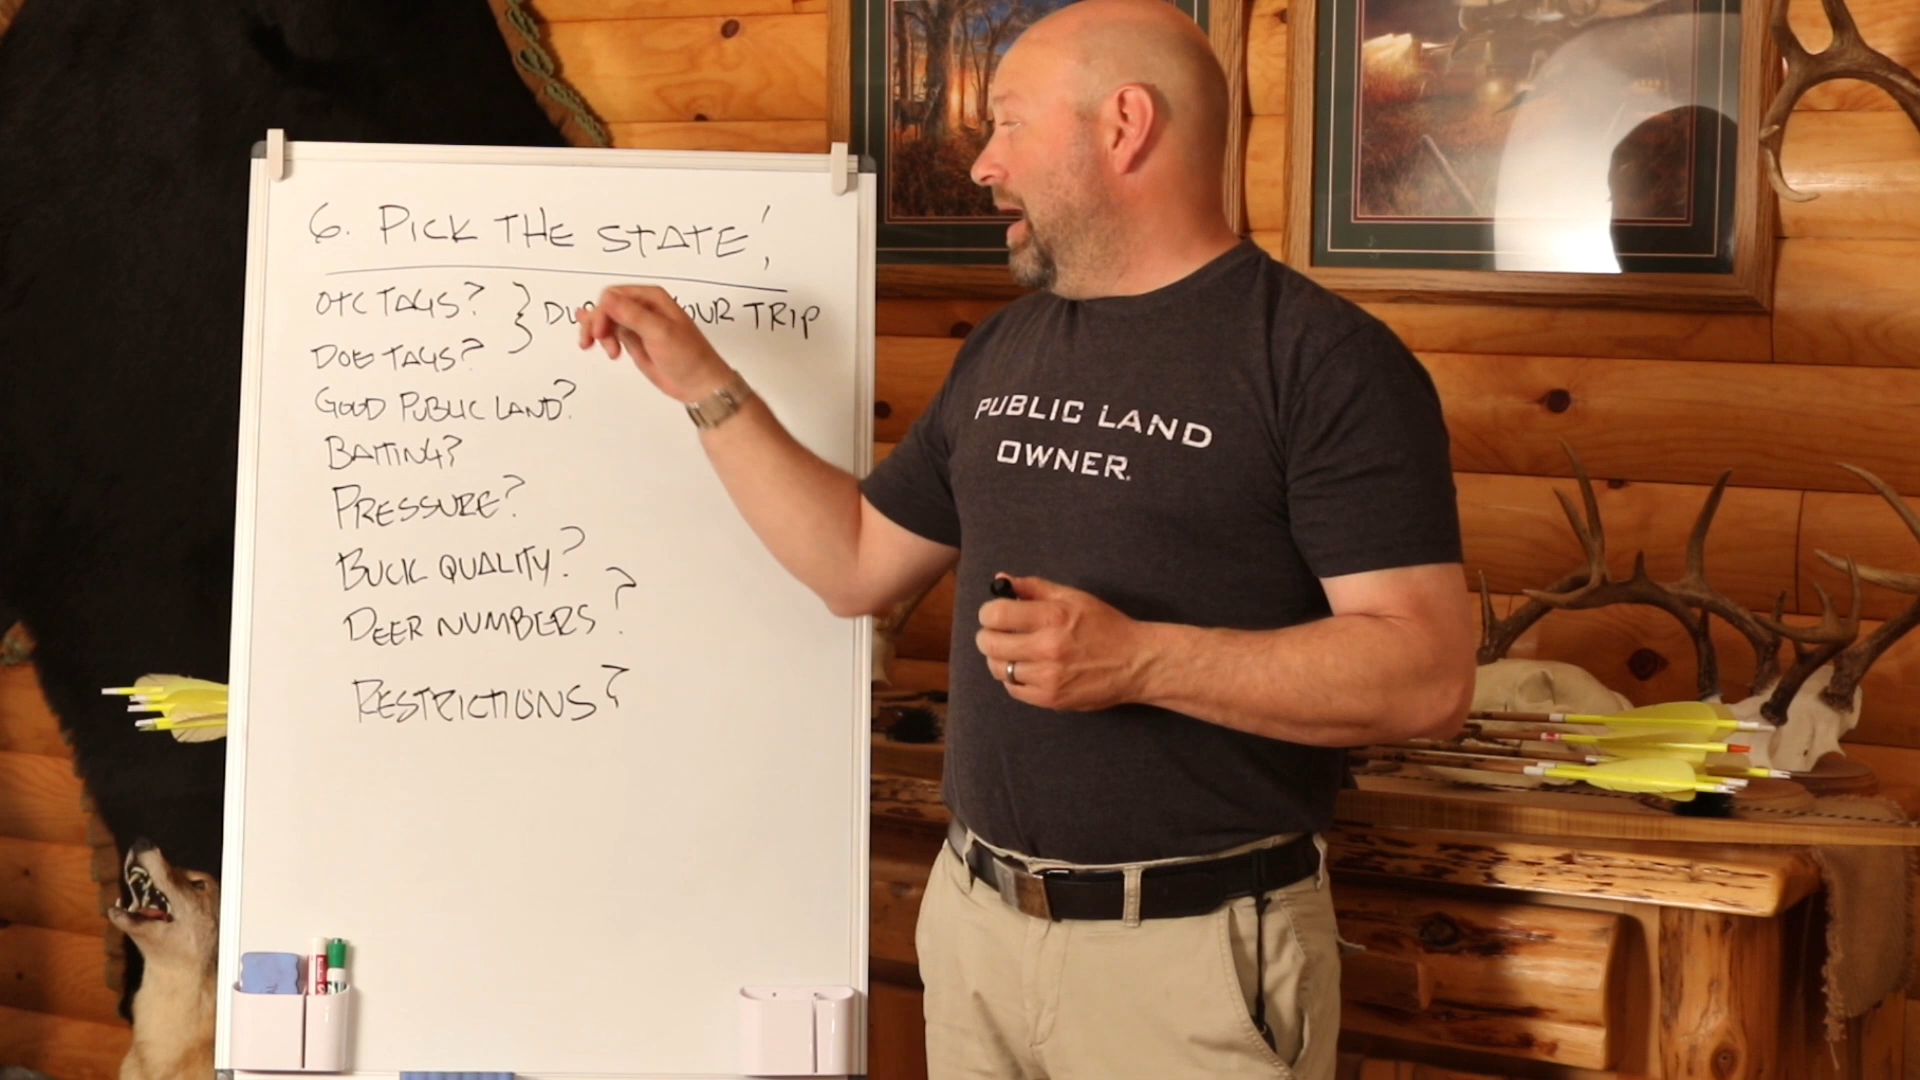 6. PICK THE STATE!
OTC TAGS? } DU OUR TRIP
DOE TAGS?
GOOD PUBLIC LAND?
BAITING?
PRESSURE?
BUCK QUALITY?
DEER NUMBERS?
RESTRICTIONS?
PUBLIC LAND
OWNER.